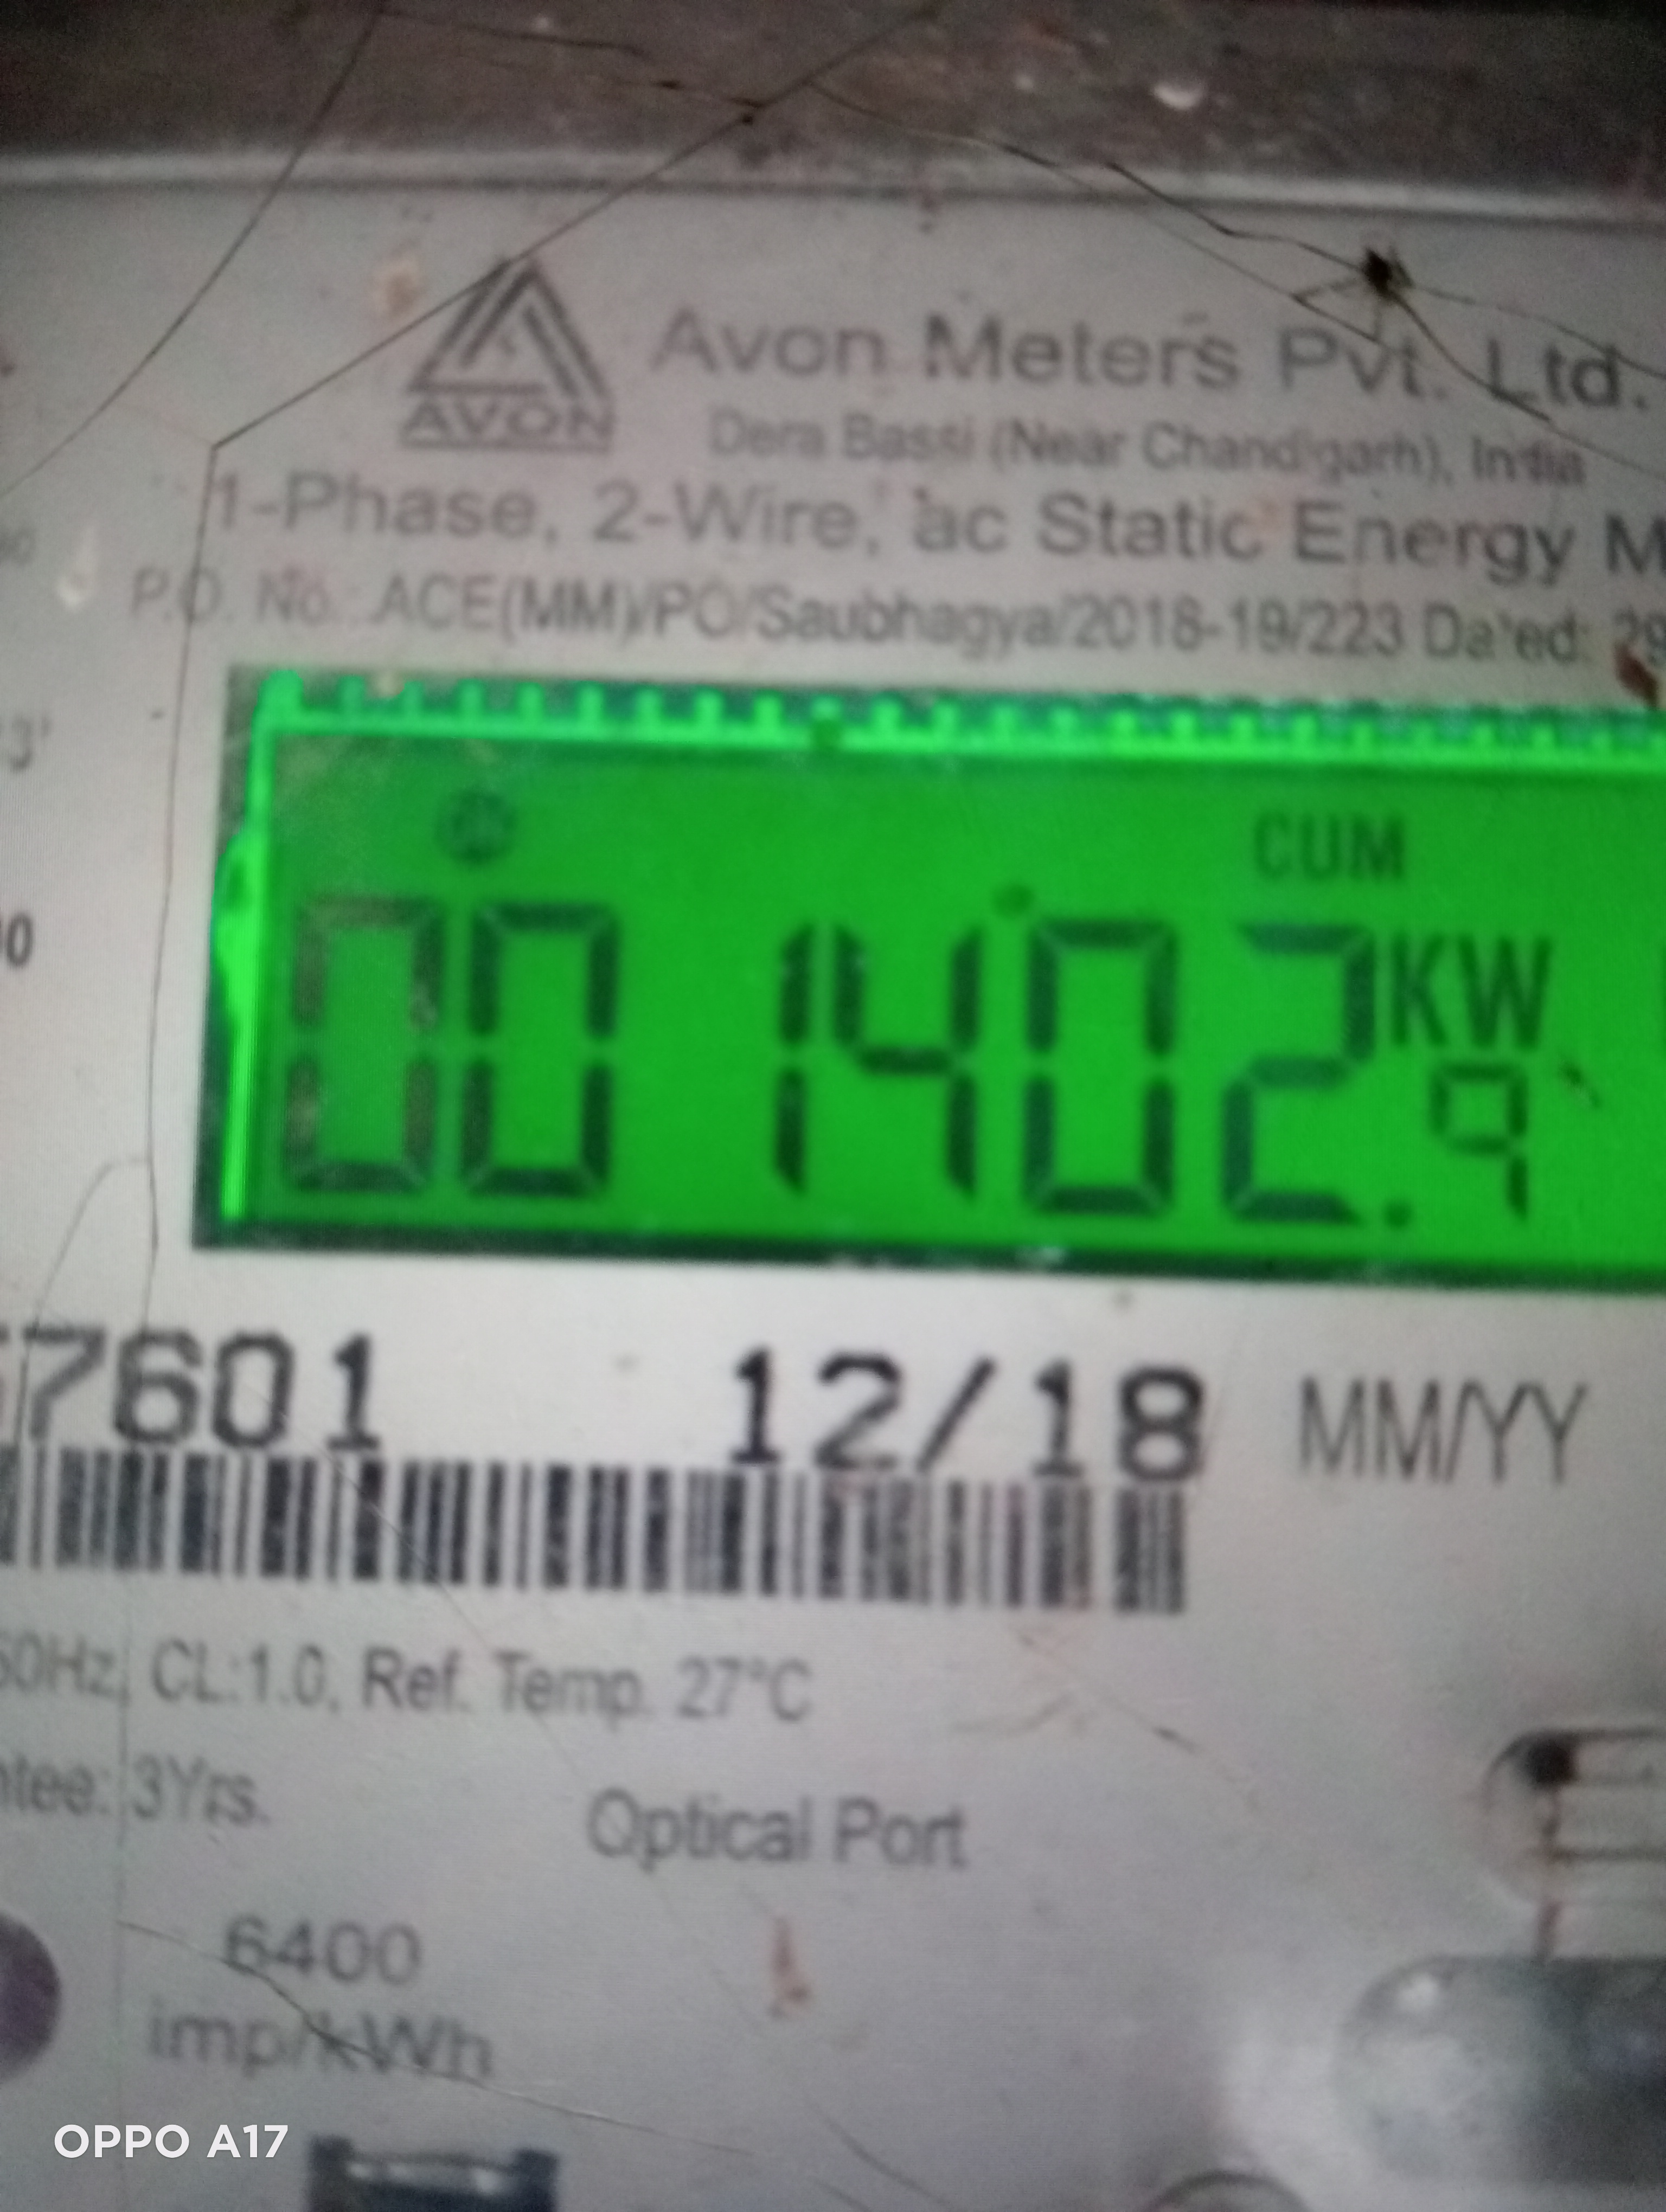 AVON
Avon Meters Pvt. Ltd.
Dera Bassi (Near Chandigarh), India
1-Phase, 2-Wire, ac Static Energy M
P.O. No.: ACE(MM)/PO/Saubhagya/2018-19/223 Dated: 29
CUM
001402.9 KW
7601 12/18 MM/YY
50Hz, CL:1.0, Ref. Temp. 27°C
ntee: 3Yrs.
Optical Port
6400
imp/kWh
OPPO A17